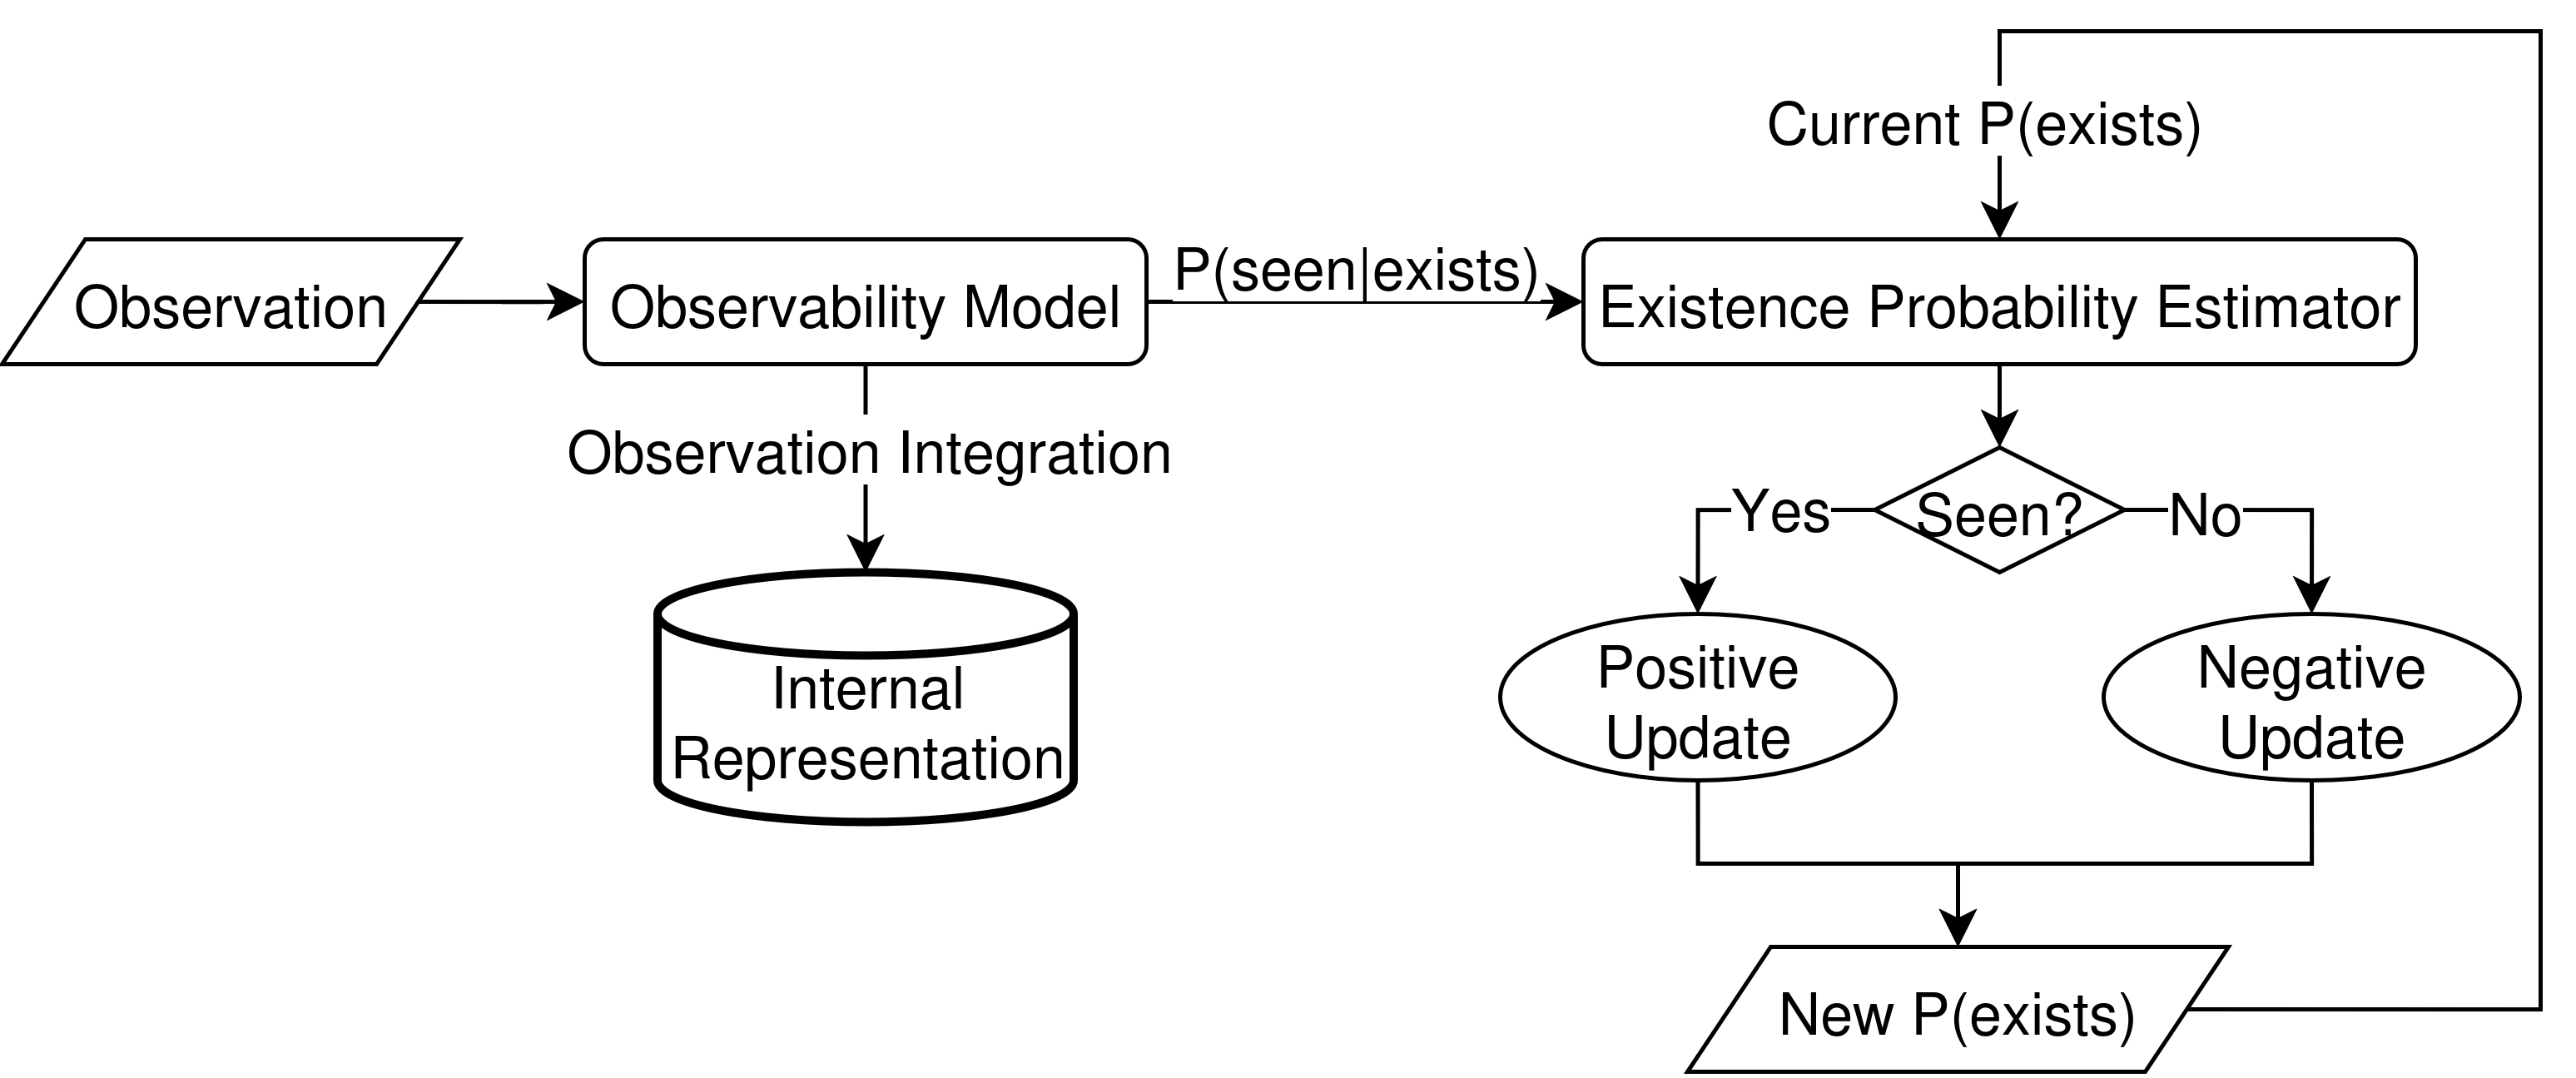 Current P(exists)
Observation
Observability Model
P(seen|exists)
Existence Probability Estimator
Observation Integration
Seen?
Yes
No
Internal
Representation
Positive
Update
Negative
Update
New P(exists)